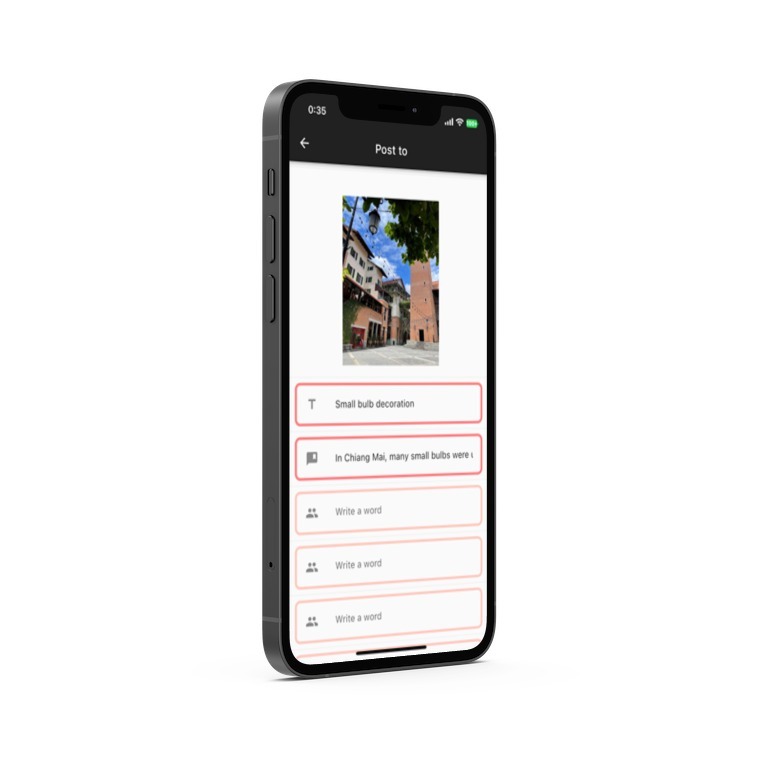 0:35
Post to
Small bulb decoration
In Chiang Mai, many small bulbs were
Write a word
Write a word
Write a word